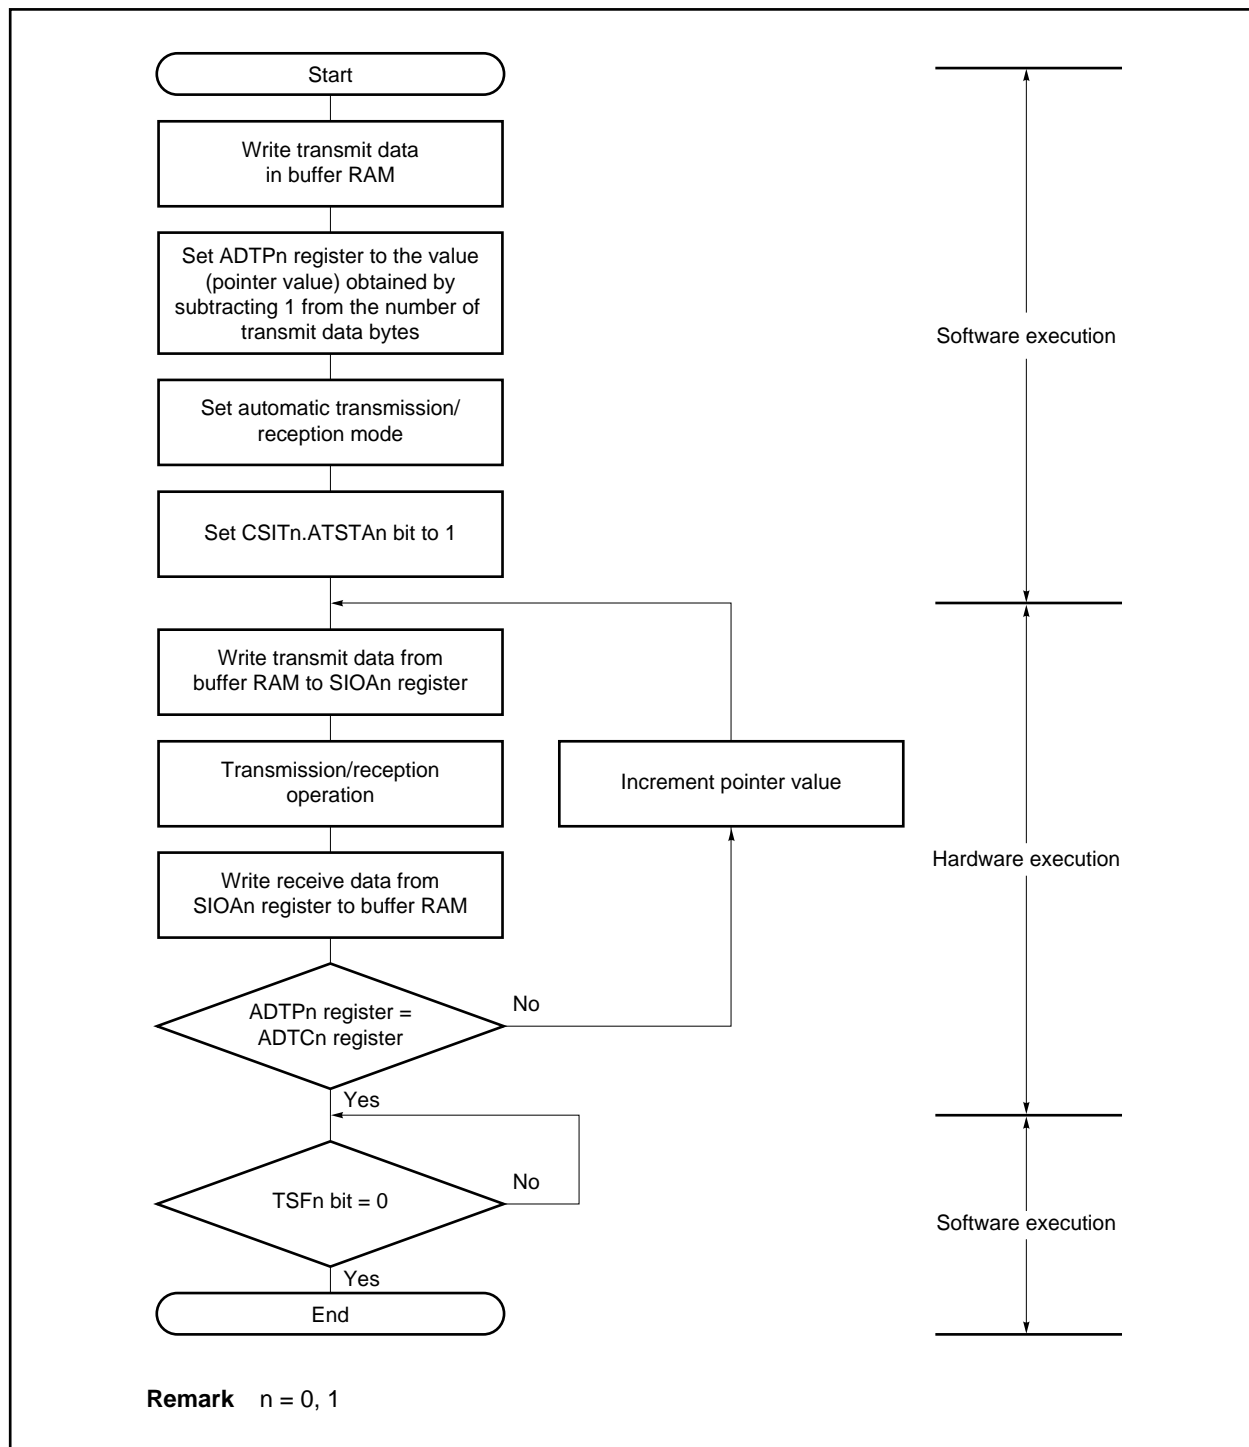 Start
Write transmit data
in buffer RAM
Set ADTPn register to the value
(pointer value) obtained by
subtracting 1 from the number of
transmit data bytes
Software execution
Set automatic transmission/
reception mode
Set CSITn.ATSTAn bit to 1
Write transmit data from
buffer RAM to SIOAn register
Transmission/reception
operation
Increment pointer value
Hardware execution
Write receive data from
SIOAn register to buffer RAM
ADTPn register =
ADTCn register
No
Yes
TSFn bit = 0
No
Software execution
Yes
End
Remark n = 0, 1